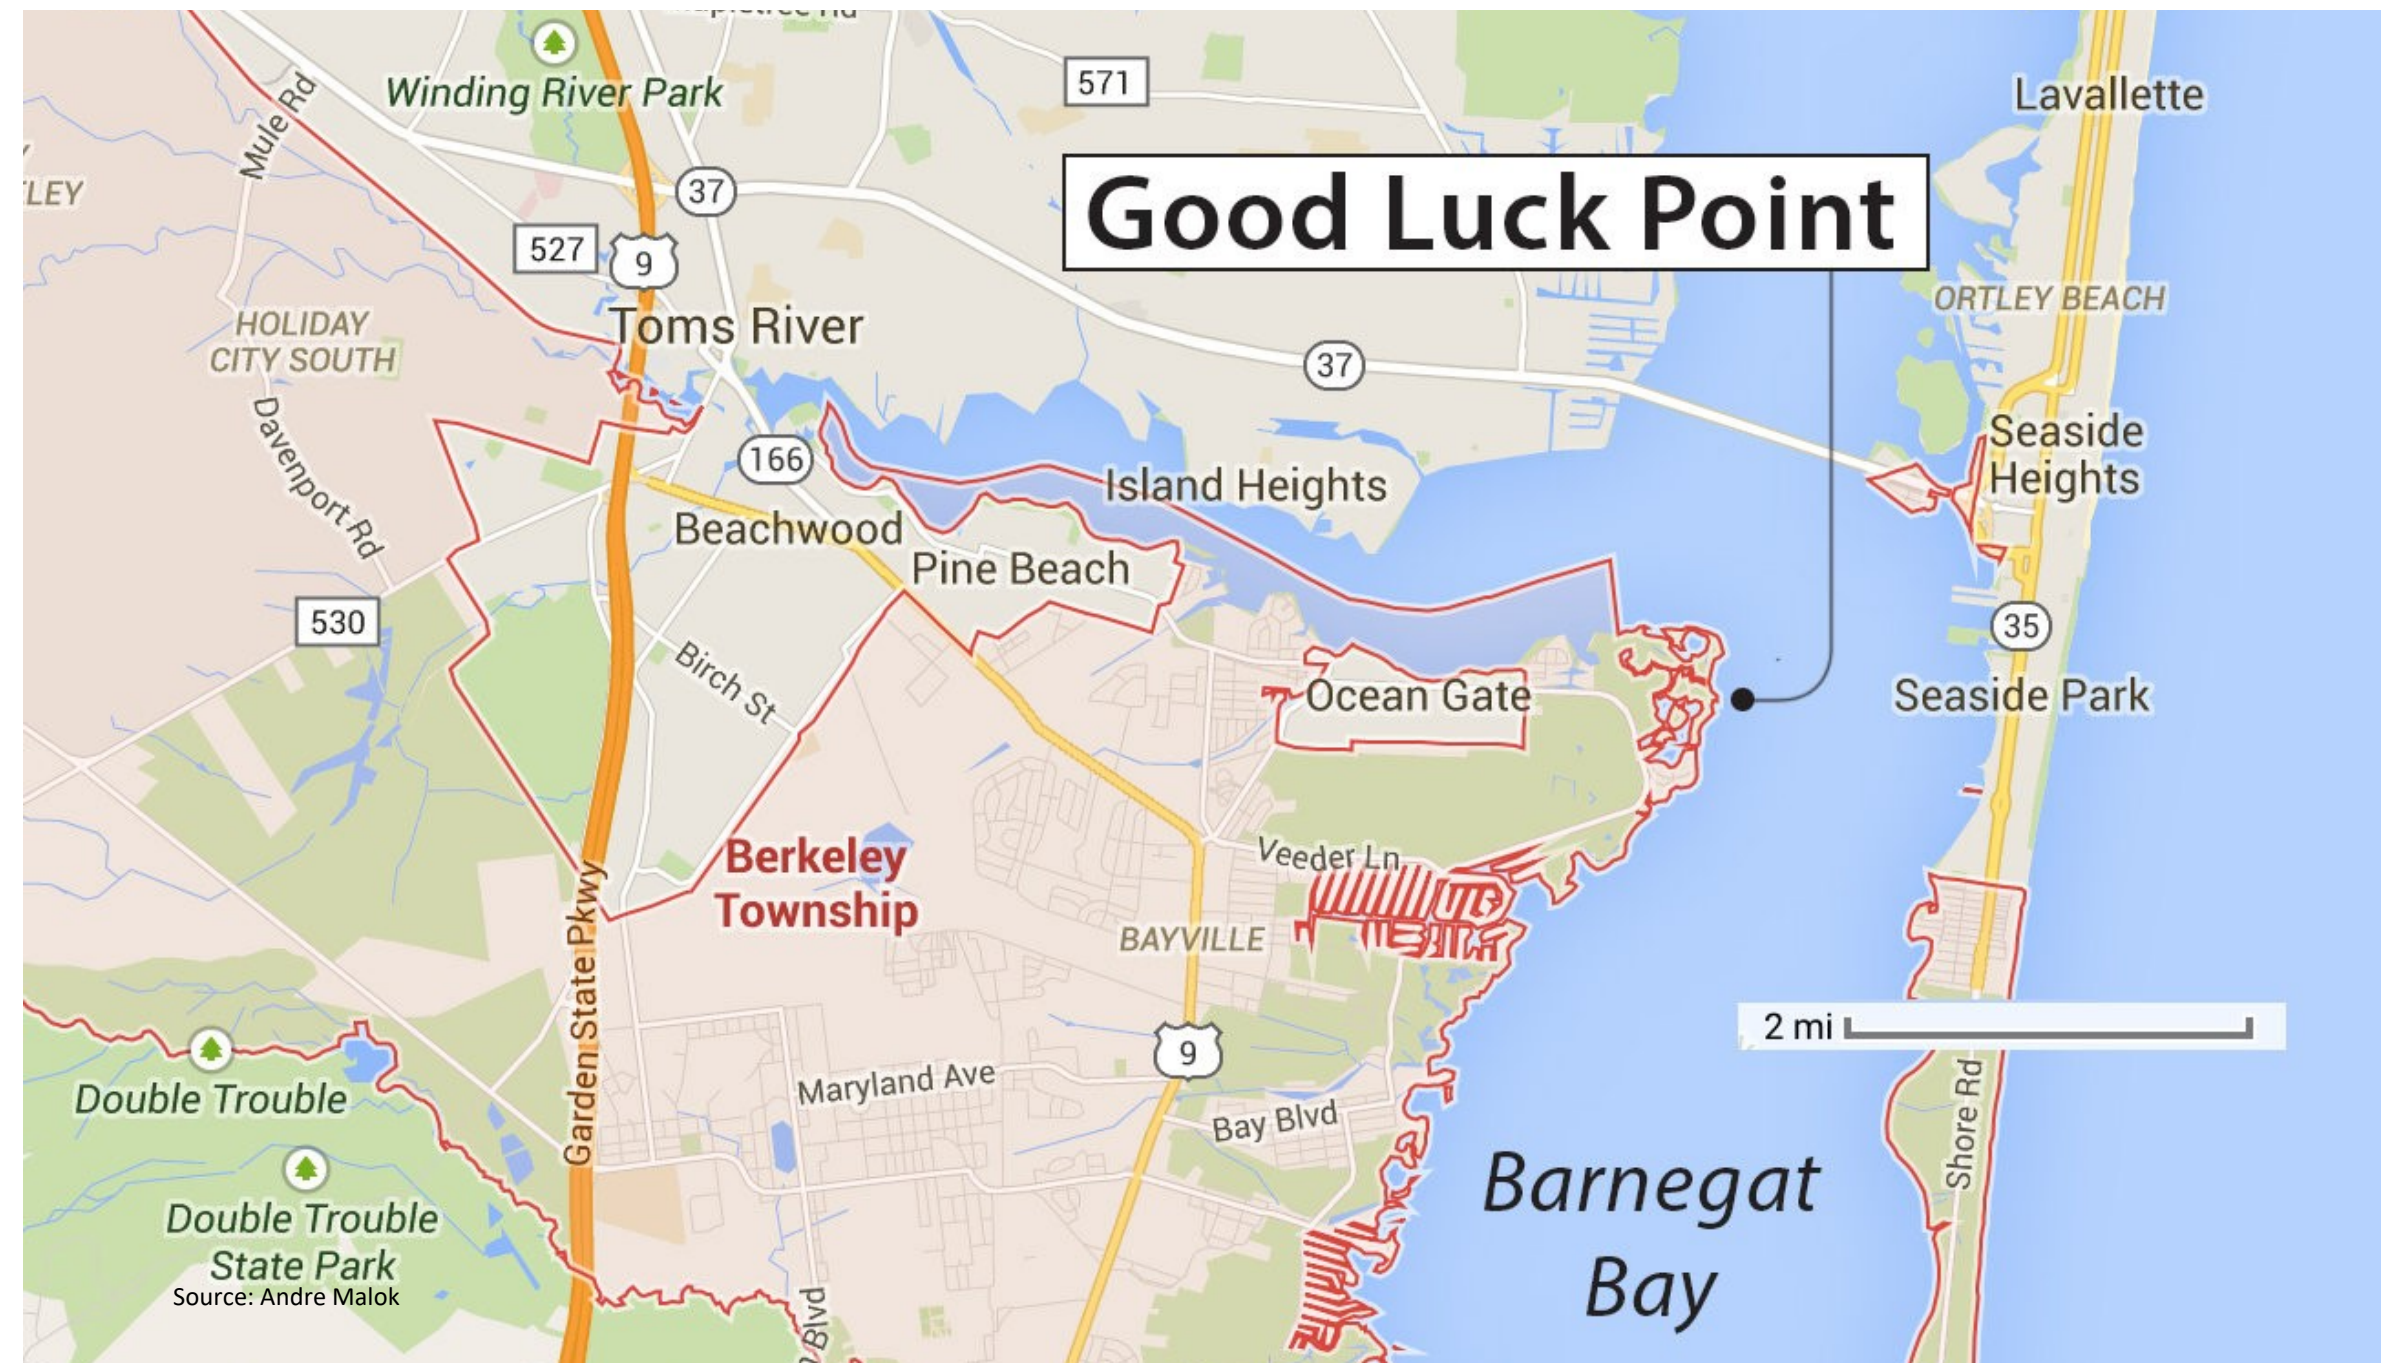 Winding River Park
571
Lavallette
Mule Rd
37
Good Luck Point
527
9
ORTLEY BEACH
Toms River
HOLIDAY
CITY SOUTH
37
Davenport Rd
166
Seaside
Heights
Island Heights
Beachwood
Pine Beach
530
35
Birch St
Ocean Gate
Seaside Park
Berkeley
Township
Veeder Ln
BAYVILLE
Garden State Pkwy
2 mi
9
Double Trouble
Maryland Ave
Bay Blvd
Shore Rd
Barnegat
Bay
Double Trouble
State Park
Source: Andre Malok
Blvd